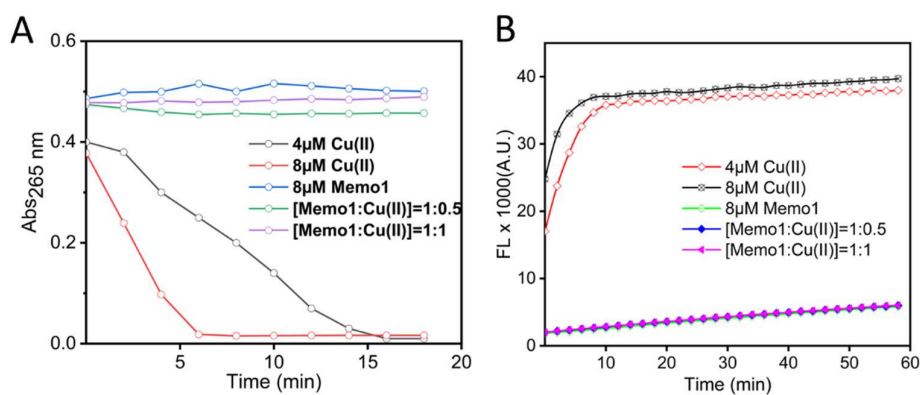 A
0.6
0.4
0.2
0.0
Abs265 nm
5
10
15
20
Time (min)
4µM Cu(II)
8µM Cu(II)
8µM Memo1
[Memo1:Cu(II)]=1:0.5
[Memo1:Cu(II)]=1:1
B
40
30
20
10
0
FL x 1000(A.U.)
0
10
20
30
40
50
60
Time (min)
4µM Cu(II)
8µM Cu(II)
8µM Memo1
[Memo1:Cu(II)]=1:0.5
[Memo1:Cu(II)]=1:1